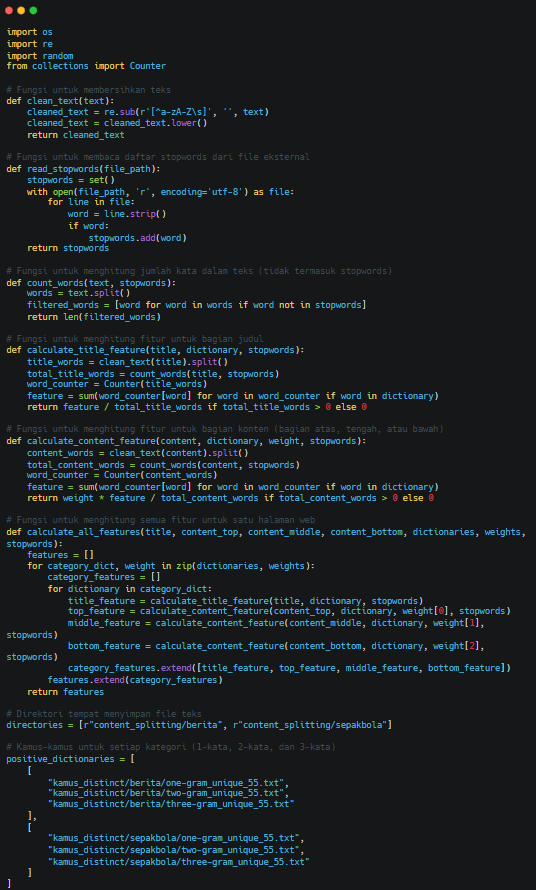 import os
import re
import random
from collections import Counter

# Fungsi untuk membersihkan teks
def clean_text(text):
    cleaned_text = re.sub(r'[^a-zA-Z\s]', '', text)
    cleaned_text = cleaned_text.lower()
    return cleaned_text

# Fungsi untuk membaca daftar stopwords dari file eksternal
def read_stopwords(file_path):
    stopwords = set()
    with open(file_path, 'r', encoding='utf-8') as file:
        for line in file:
            word = line.strip()
            if word:
                stopwords.add(word)
    return stopwords

# Fungsi untuk menghitung jumlah kata dalam teks (tidak termasuk stopwords)
def count_words(text, stopwords):
    words = text.split()
    filtered_words = [word for word in words if word not in stopwords]
    return len(filtered_words)

# Fungsi untuk menghitung fitur untuk bagian judul
def calculate_title_feature(title, dictionary, stopwords):
    title_words = clean_text(title).split()
    total_title_words = count_words(title, stopwords)
    word_counter = Counter(title_words)
    feature = sum(word_counter[word] for word in word_counter if word in dictionary)
    return feature / total_title_words if total_title_words > 0 else 0

# Fungsi untuk menghitung fitur untuk bagian konten (bagian atas, tengah, atau bawah)
def calculate_content_feature(content, dictionary, weight, stopwords):
    content_words = clean_text(content).split()
    total_content_words = count_words(content, stopwords)
    word_counter = Counter(content_words)
    feature = sum(word_counter[word] for word in word_counter if word in dictionary)
    return weight * feature / total_content_words if total_content_words > 0 else 0

# Fungsi untuk menghitung semua fitur untuk satu halaman web
def calculate_all_features(title, content_top, content_middle, content_bottom, dictionaries, weights,
stopwords):
    features = []
    for category_dict, weight in zip(dictionaries, weights):
        category_features = []
        for dictionary in category_dict:
            title_feature = calculate_title_feature(title, dictionary, stopwords)
            top_feature = calculate_content_feature(content_top, dictionary, weight[0], stopwords)
            middle_feature = calculate_content_feature(content_middle, dictionary, weight[1],
stopwords)
            bottom_feature = calculate_content_feature(content_bottom, dictionary, weight[2],
stopwords)
            category_features.extend([title_feature, top_feature, middle_feature, bottom_feature])
        features.extend(category_features)
    return features

# Direktori tempat menyimpan file teks
directories = [r"content_splitting/berita", r"content_splitting/sepakbola"]

# Kamus-kamus untuk setiap kategori (1-kata, 2-kata, dan 3-kata)
positive_dictionaries = [
    [
        "kamus_distinct/berita/one-gram_unique_55.txt",
        "kamus_distinct/berita/two-gram_unique_55.txt",
        "kamus_distinct/berita/three-gram_unique_55.txt"
    ],
    [
        "kamus_distinct/sepakbola/one-gram_unique_55.txt",
        "kamus_distinct/sepakbola/two-gram_unique_55.txt",
        "kamus_distinct/sepakbola/three-gram_unique_55.txt"
    ]
]